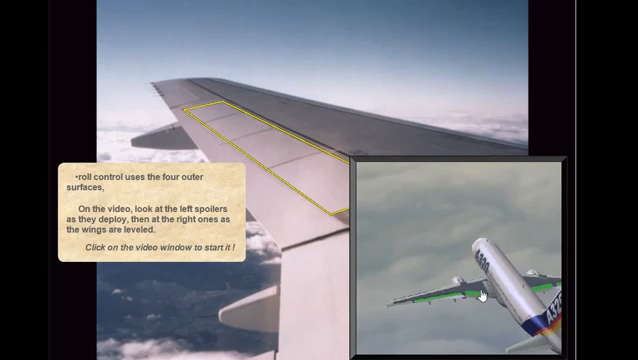 •roll control uses the four outer
surfaces,
On the video, look at the left spoilers
as they deploy, then at the right ones as
the wings are leveled.
Click on the video window to start it !